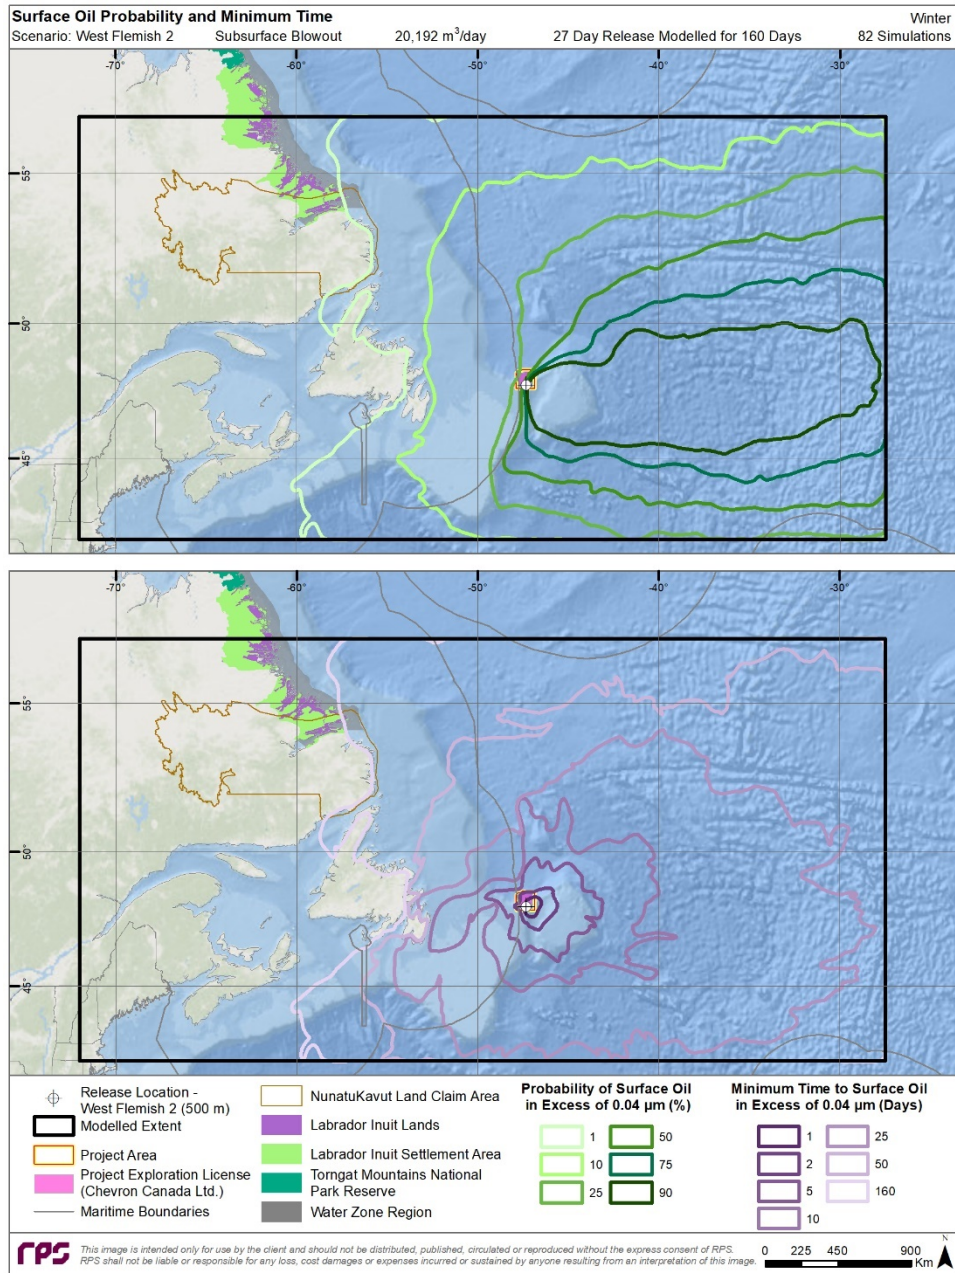 Surface Oil Probability and Minimum Time
Winter
Scenario: West Flemish 2 Subsurface Blowout 20,192 m³/day 27 Day Release Modelled for 160 Days 82 Simulations
-70° -60° -50° -40° -30°
55°
50°
45°
-70° -60° -50° -40° -30°
55°
50°
45°
Release Location -
West Flemish 2 (500 m)
Modelled Extent
Project Area
Project Exploration License
(Chevron Canada Ltd.)
Maritime Boundaries
NunatuKavut Land Claim Area
Labrador Inuit Lands
Labrador Inuit Settlement Area
Torngat Mountains National
Park Reserve
Water Zone Region
Probability of Surface Oil
in Excess of 0.04 µm (%)
1 50
10 75
25 90
Minimum Time to Surface Oil
in Excess of 0.04 µm (Days)
1 25
2 50
5 160
10
rps
This image is intended only for use by the client and should not be distributed, published, circulated or reproduced without the express consent of RPS.
RPS shall not be liable or responsible for any loss, cost damages or expenses incurred or sustained by anyone resulting from an interpretation of this image.
0 225 450 900
Km
N